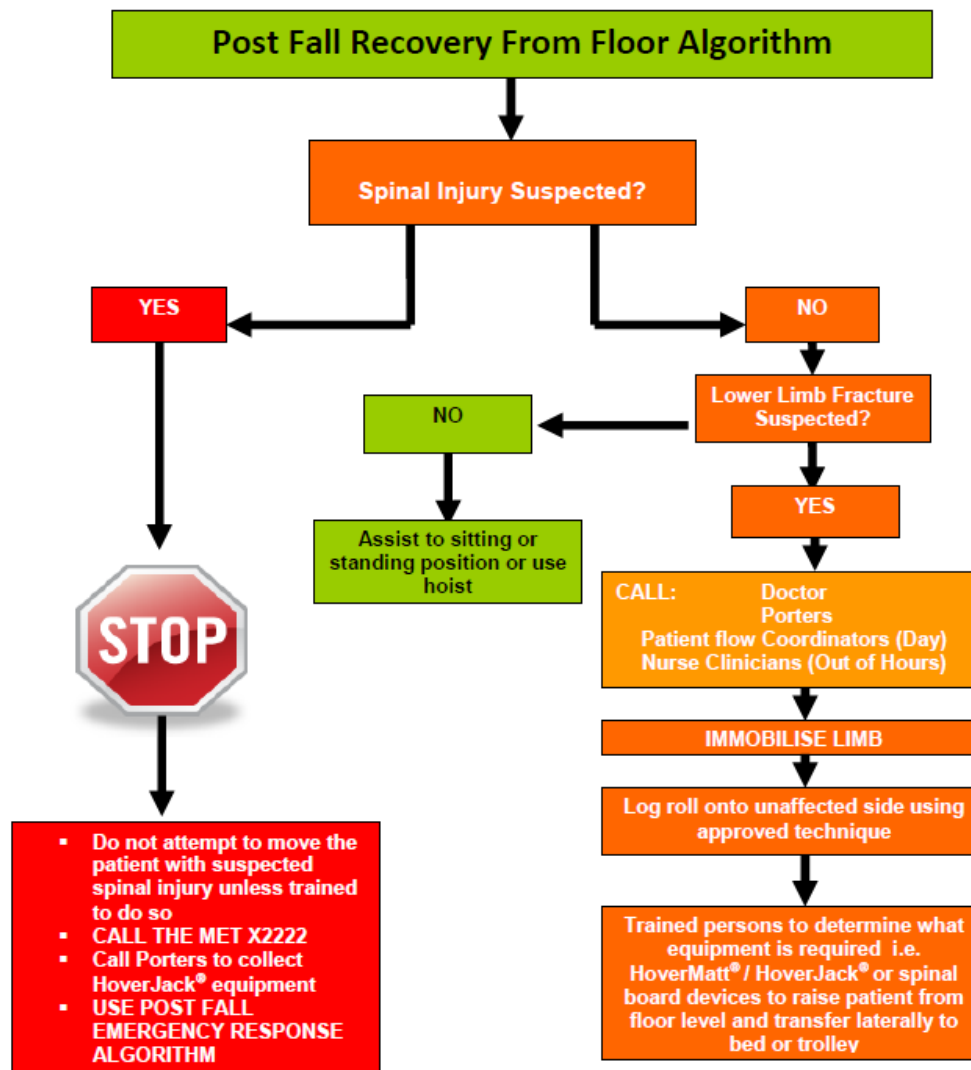 Post Fall Recovery From Floor Algorithm
Spinal Injury Suspected?
YES
NO
Lower Limb Fracture
Suspected?
NO
YES
Assist to sitting or
standing position or use
hoist
CALL: Doctor
Porters
Patient flow Coordinators (Day)
Nurse Clinicians (Out of Hours)
STOP
IMMOBILISE LIMB
Log roll onto unaffected side using
approved technique
▪ Do not attempt to move the
patient with suspected
spinal injury unless trained
to do so
▪ CALL THE MET X2222
▪ Call Porters to collect
HoverJack® equipment
▪ USE POST FALL
EMERGENCY RESPONSE
ALGORITHM
Trained persons to determine what
equipment is required i.e.
HoverMatt® / HoverJack® or spinal
board devices to raise patient from
floor level and transfer laterally to
bed or trolley